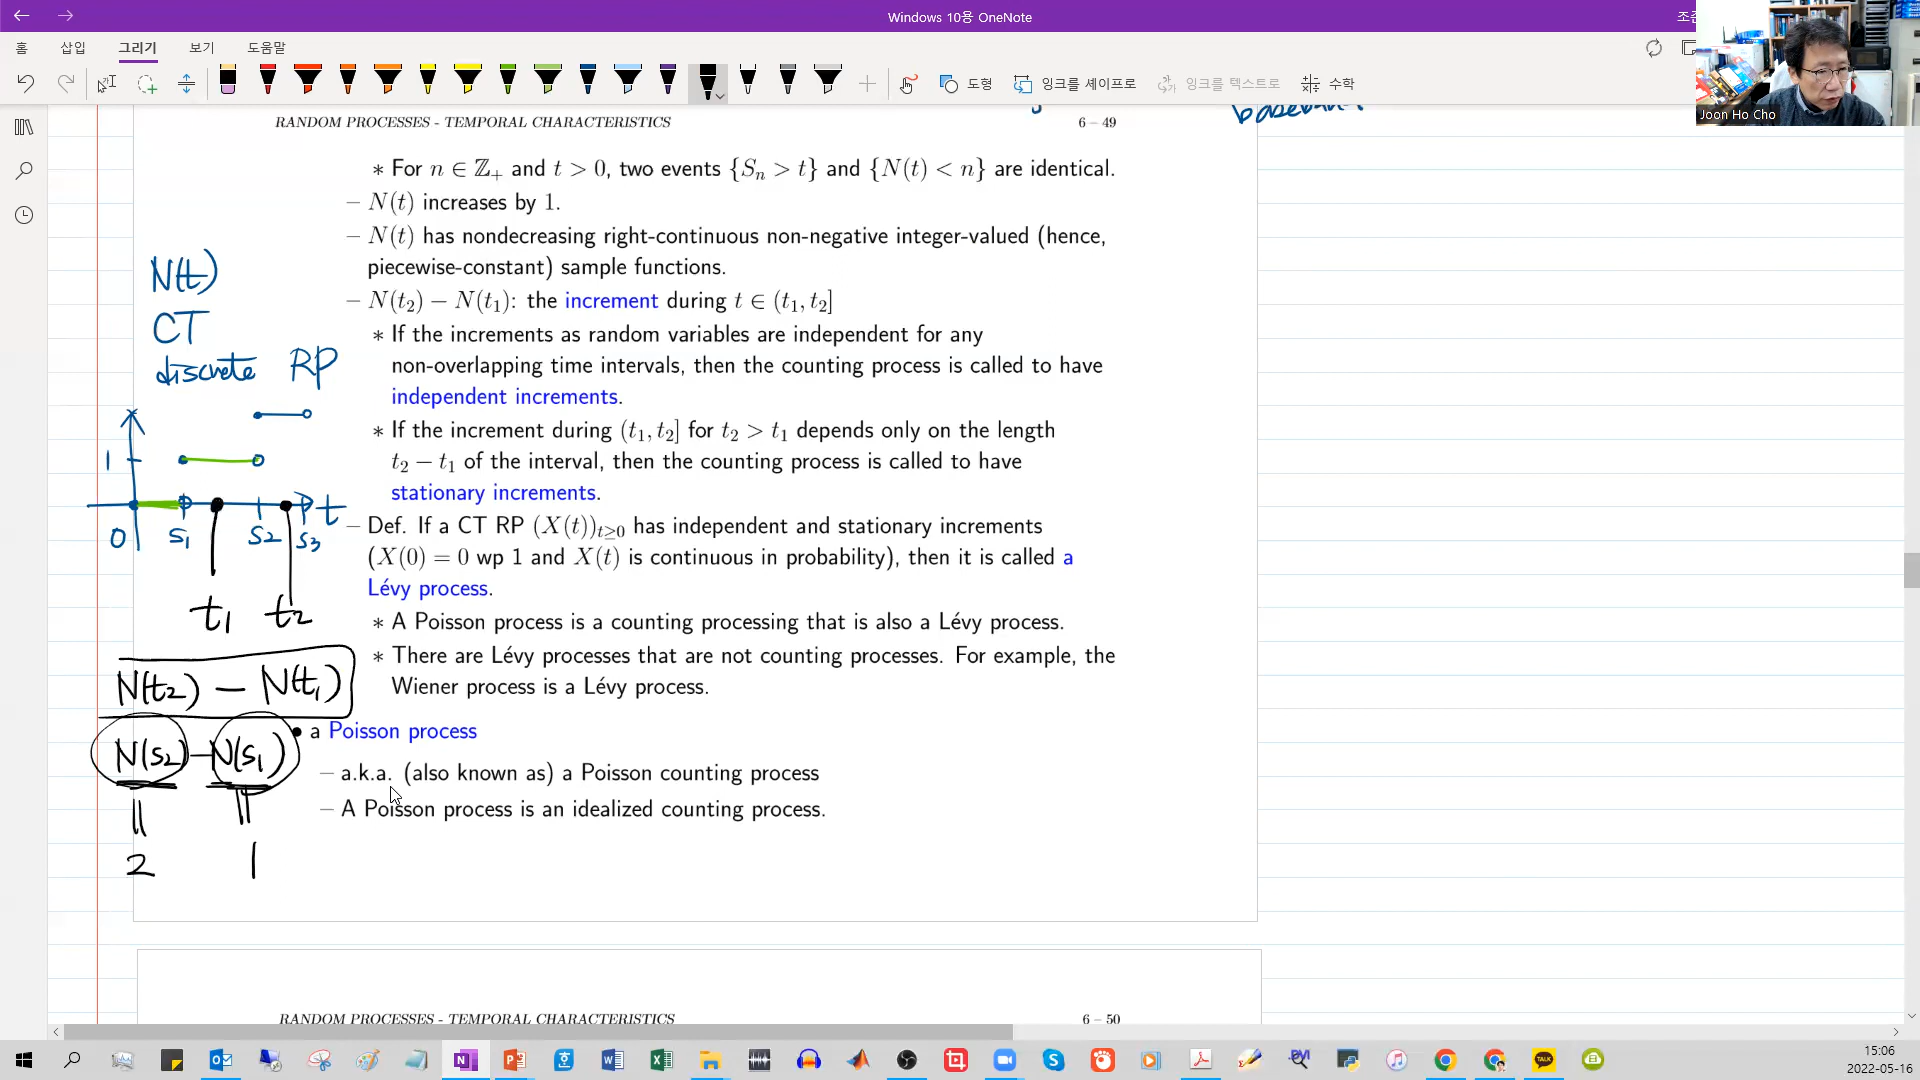 Windows 10용 OneNote
홈 삽입 그리기 보기 도움말
도형 잉크를 셰이프로 잉크를 텍스트로 수학
Joon Ho Cho
RANDOM PROCESSES - TEMPORAL CHARACTERISTICS 6 – 49
∗ For n ∈ ℤ₊ and t > 0, two events {Sₙ > t} and {N(t) < n} are identical.
– N(t) increases by 1.
– N(t) has nondecreasing right-continuous non-negative integer-valued (hence,
piecewise-constant) sample functions.
– N(t₂) − N(t₁): the increment during t ∈ (t₁, t₂]
∗ If the increments as random variables are independent for any
non-overlapping time intervals, then the counting process is called to have
independent increments.
∗ If the increment during (t₁, t₂] for t₂ > t₁ depends only on the length
t₂ − t₁ of the interval, then the counting process is called to have
stationary increments.
– Def. If a CT RP (X(t))ₜ≥₀ has independent and stationary increments
(X(0) = 0 wp 1 and X(t) is continuous in probability), then it is called a
Lévy process.
∗ A Poisson process is a counting processing that is also a Lévy process.
∗ There are Lévy processes that are not counting processes. For example, the
Wiener process is a Lévy process.
• a Poisson process
– a.k.a. (also known as) a Poisson counting process
– A Poisson process is an idealized counting process.
N(t)
CT
discrete RP
1
0 S₁ S₂ S₃ t
t₁ t₂
N(t₂) − N(t₁)
N(S₂) − N(S₁)
|| ||
2 1
RANDOM PROCESSES - TEMPORAL CHARACTERISTICS 6 – 50
15:06
2022-05-16